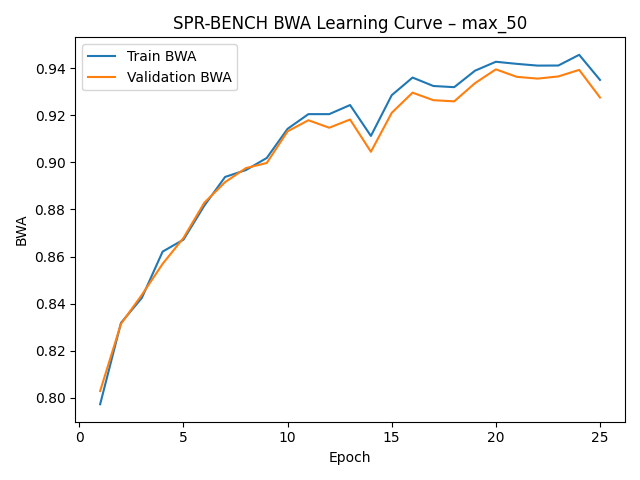 SPR-BENCH BWA Learning Curve – max_50
Train BWA
Validation BWA
0.94
0.92
0.90
0.88
0.86
0.84
0.82
0.80
BWA
0 5 10 15 20 25
Epoch